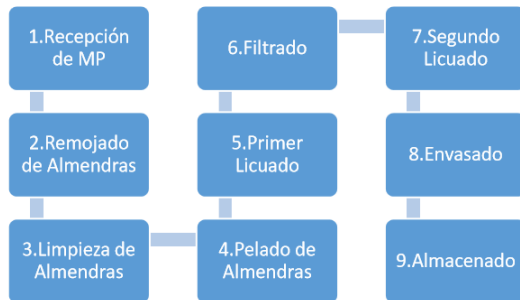 1.Recepción
de MP
2.Remojado
de Almendras
3.Limpieza de
Almendras
4.Pelado de
Almendras
5.Primer
Licuado
6.Filtrado
7.Segundo
Licuado
8.Envasado
9.Almacenado